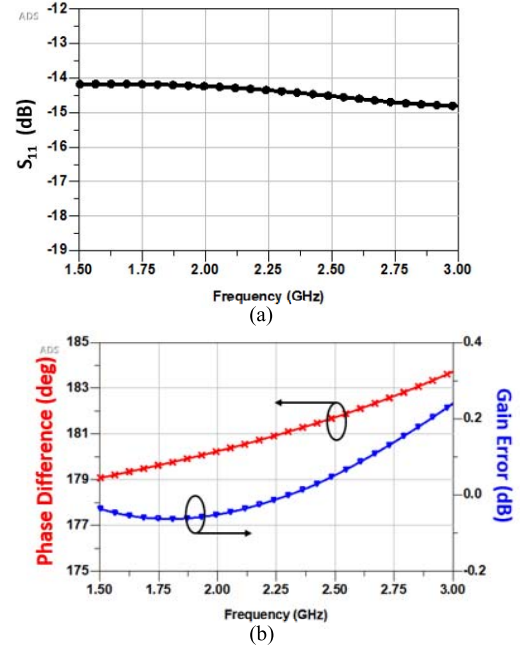 ADS
-12
-13
-14
-15
-16
-17
-18
-19
S11 (dB)
1.50 1.75 2.00 2.25 2.50 2.75 3.00
Frequency (GHz)
(a)
ADS
185
183
181
179
177
175
Phase Difference (deg)
0.4
0.2
0.0
-0.2
Gain Error (dB)
1.50 1.75 2.00 2.25 2.50 2.75 3.00
Frequency (GHz)
(b)